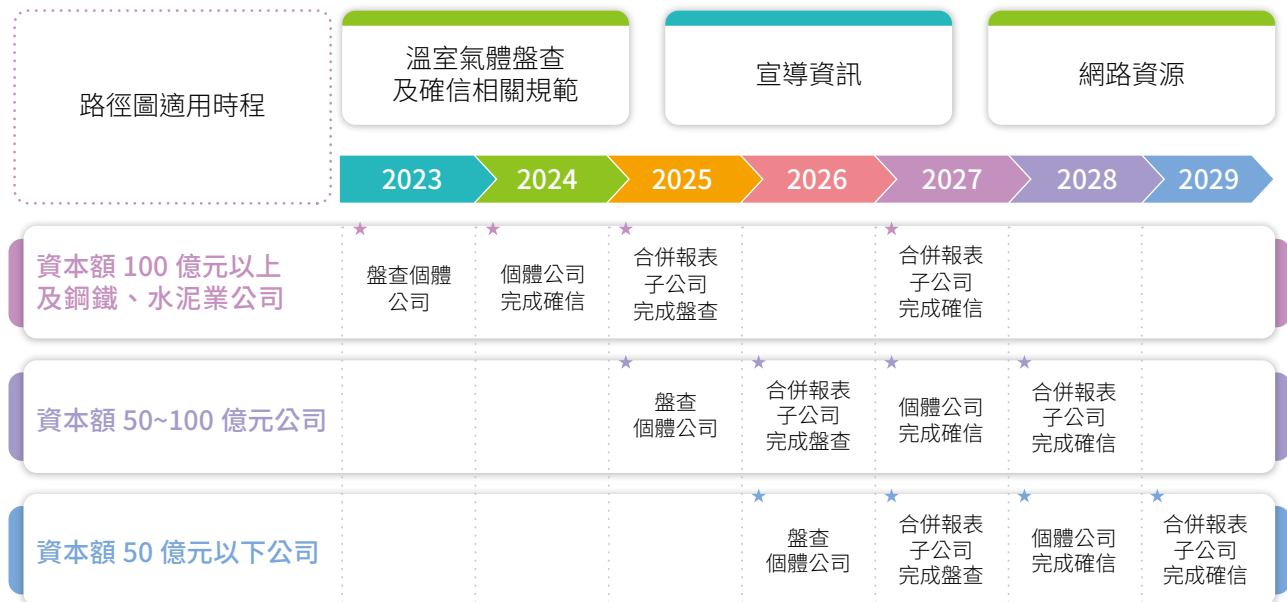 路徑圖適用時程
溫室氣體盤查
及確信相關規範
宣導資訊
網路資源
2023
2024
2025
2026
2027
2028
2029
資本額 100 億元以上
及鋼鐵、水泥業公司
盤查個體
公司
個體公司
完成確信
合併報表
子公司
完成盤查
合併報表
子公司
完成確信
資本額 50~100 億元公司
盤查
個體公司
合併報表
子公司
完成盤查
個體公司
完成確信
合併報表
子公司
完成確信
資本額 50 億元以下公司
盤查
個體公司
合併報表
子公司
完成盤查
個體公司
完成確信
合併報表
子公司
完成確信